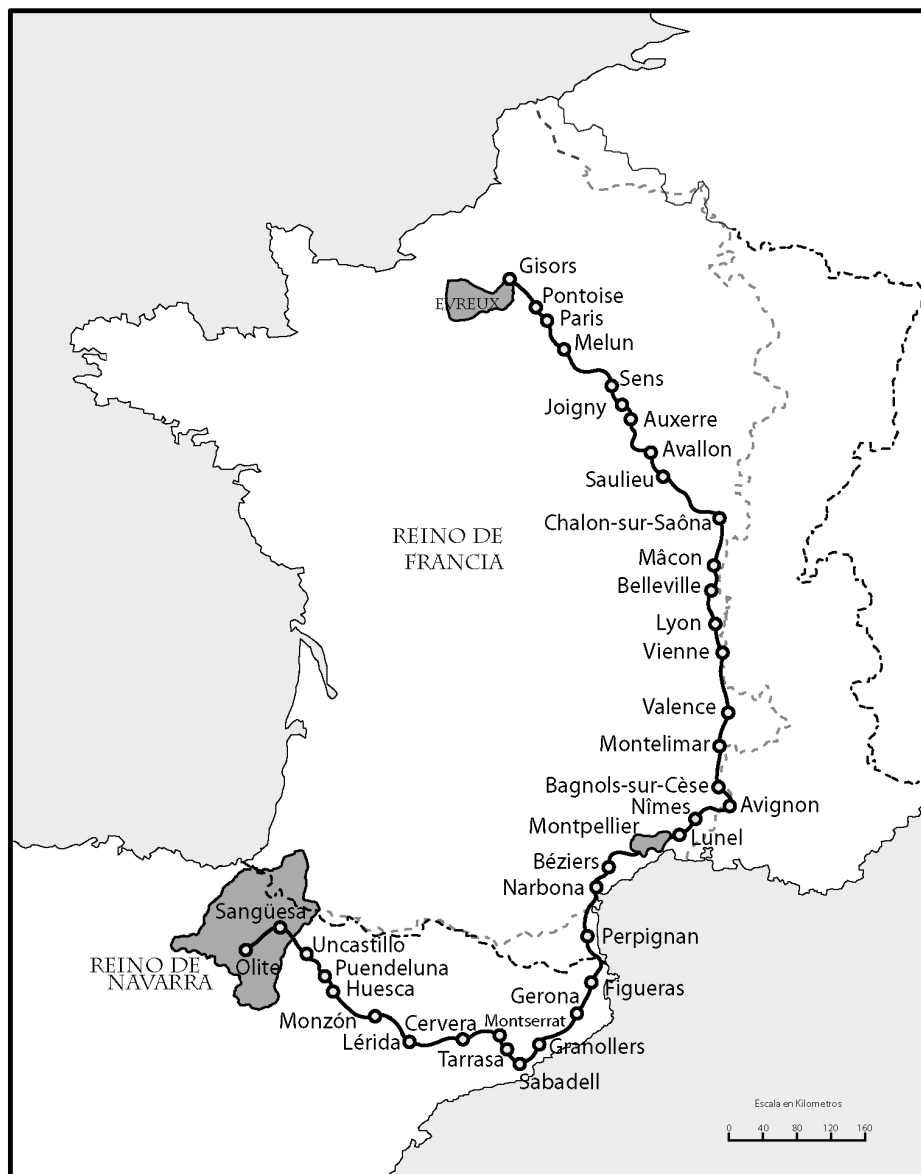 Gisors
EVREUX
Pontoise
Paris
Melun
Sens
Joigny
Auxerre
Avallon
Saulieu
Chalon-sur-Saôna
REINO DE
FRANCIA
Mâcon
Belleville
Lyon
Vienne
Valence
Montelimar
Bagnols-sur-Cèse
Avignon
Nîmes
Montpellier
Lunel
Béziers
Narbona
Sangüesa
Perpignan
Uncastillo
Olite
REINO DE
NAVARRA
Puendeluna
Huesca
Figueras
Gerona
Monzón
Cervera
Montserrat
Lérida
Tarrasa
Granollers
Sabadell
Escala en Kilometros
0 40 80 120 160